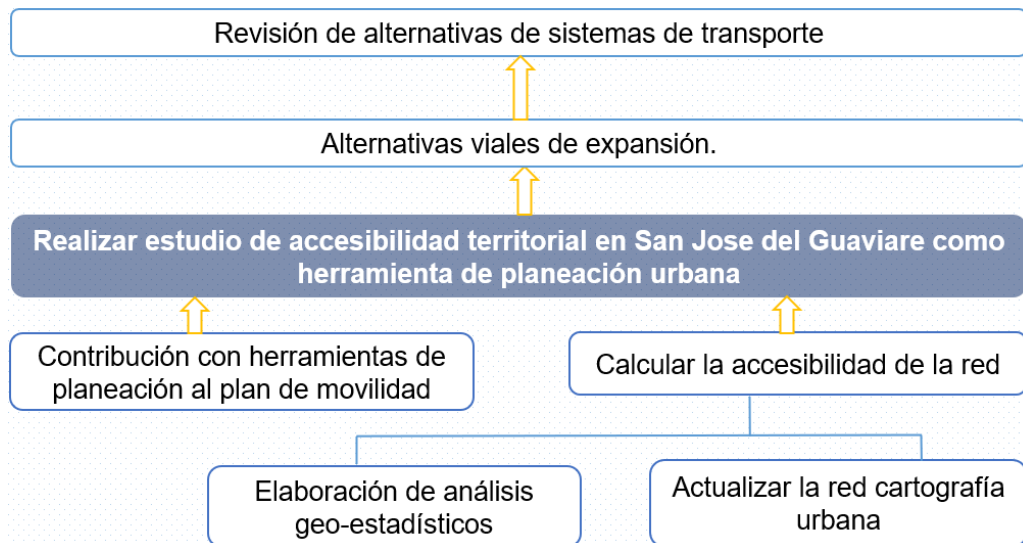 Revisión de alternativas de sistemas de transporte
Alternativas viales de expansión.
Realizar estudio de accesibilidad territorial en San Jose del Guaviare como
herramienta de planeación urbana
Contribución con herramientas de
planeación al plan de movilidad
Calcular la accesibilidad de la red
Elaboración de análisis
geo-estadísticos
Actualizar la red cartografía
urbana